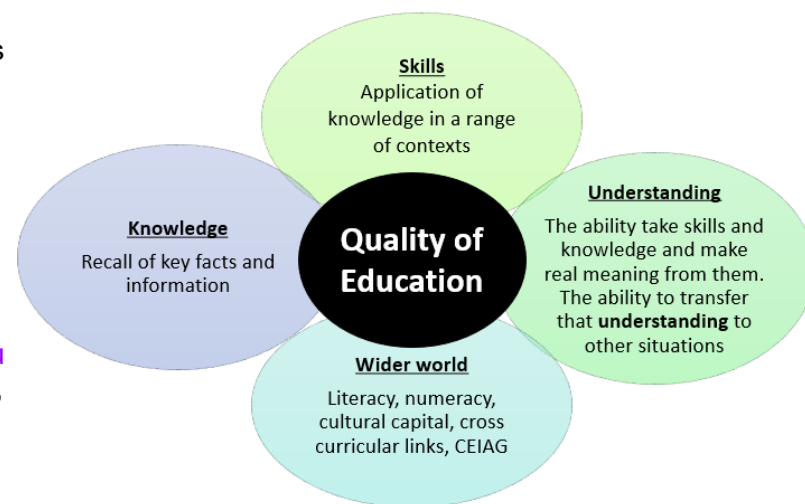 s
Skills
Application of
knowledge in a range
of contexts
Knowledge
Recall of key facts and
information
Quality of
Education
Understanding
The ability take skills and
knowledge and make
real meaning from them.
The ability to transfer
that understanding to
other situations
Wider world
Literacy, numeracy,
cultural capital, cross
curricular links, CEIAG